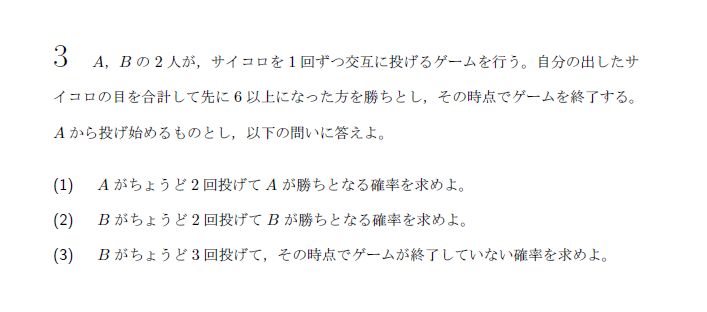 3 A，B の 2 人が，サイコロを 1 回ずつ交互に投げるゲームを行う。自分の出したサ
イコロの目を合計して先に 6 以上になった方を勝ちとし，その時点でゲームを終了する。
A から投げ始めるものとし，以下の問いに答えよ。
(1) A がちょうど 2 回投げて A が勝ちとなる確率を求めよ。
(2) B がちょうど 2 回投げて B が勝ちとなる確率を求めよ。
(3) B がちょうど 3 回投げて，その時点でゲームが終了していない確率を求めよ。